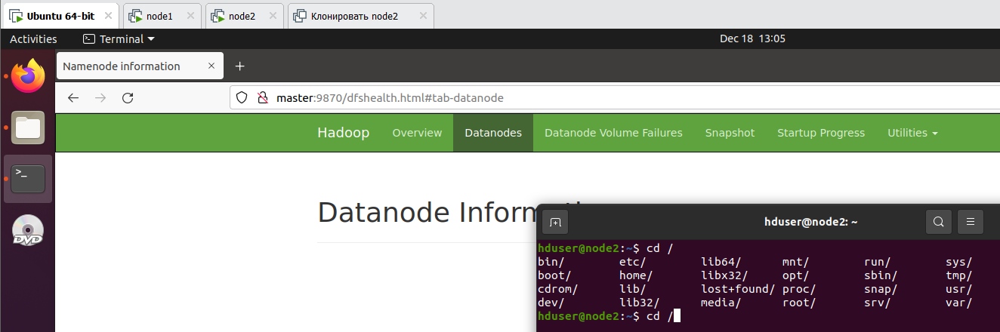 Ubuntu 64-bit node1 node2 Клонировать node2
Activities Terminal Dec 18 13:05
Namenode information
master:9870/dfshealth.html#tab-datanode
Hadoop Overview Datanodes Datanode Volume Failures Snapshot Startup Progress Utilities
Datanode Inform
hduser@node2: ~
hduser@node2:~$ cd /
bin/ etc/ lib64/ mnt/ run/ sys/
boot/ home/ libx32/ opt/ sbin/ tmp/
cdrom/ lib/ lost+found/ proc/ snap/ usr/
dev/ lib32/ media/ root/ srv/ var/
hduser@node2:~$ cd /
>_
DVD